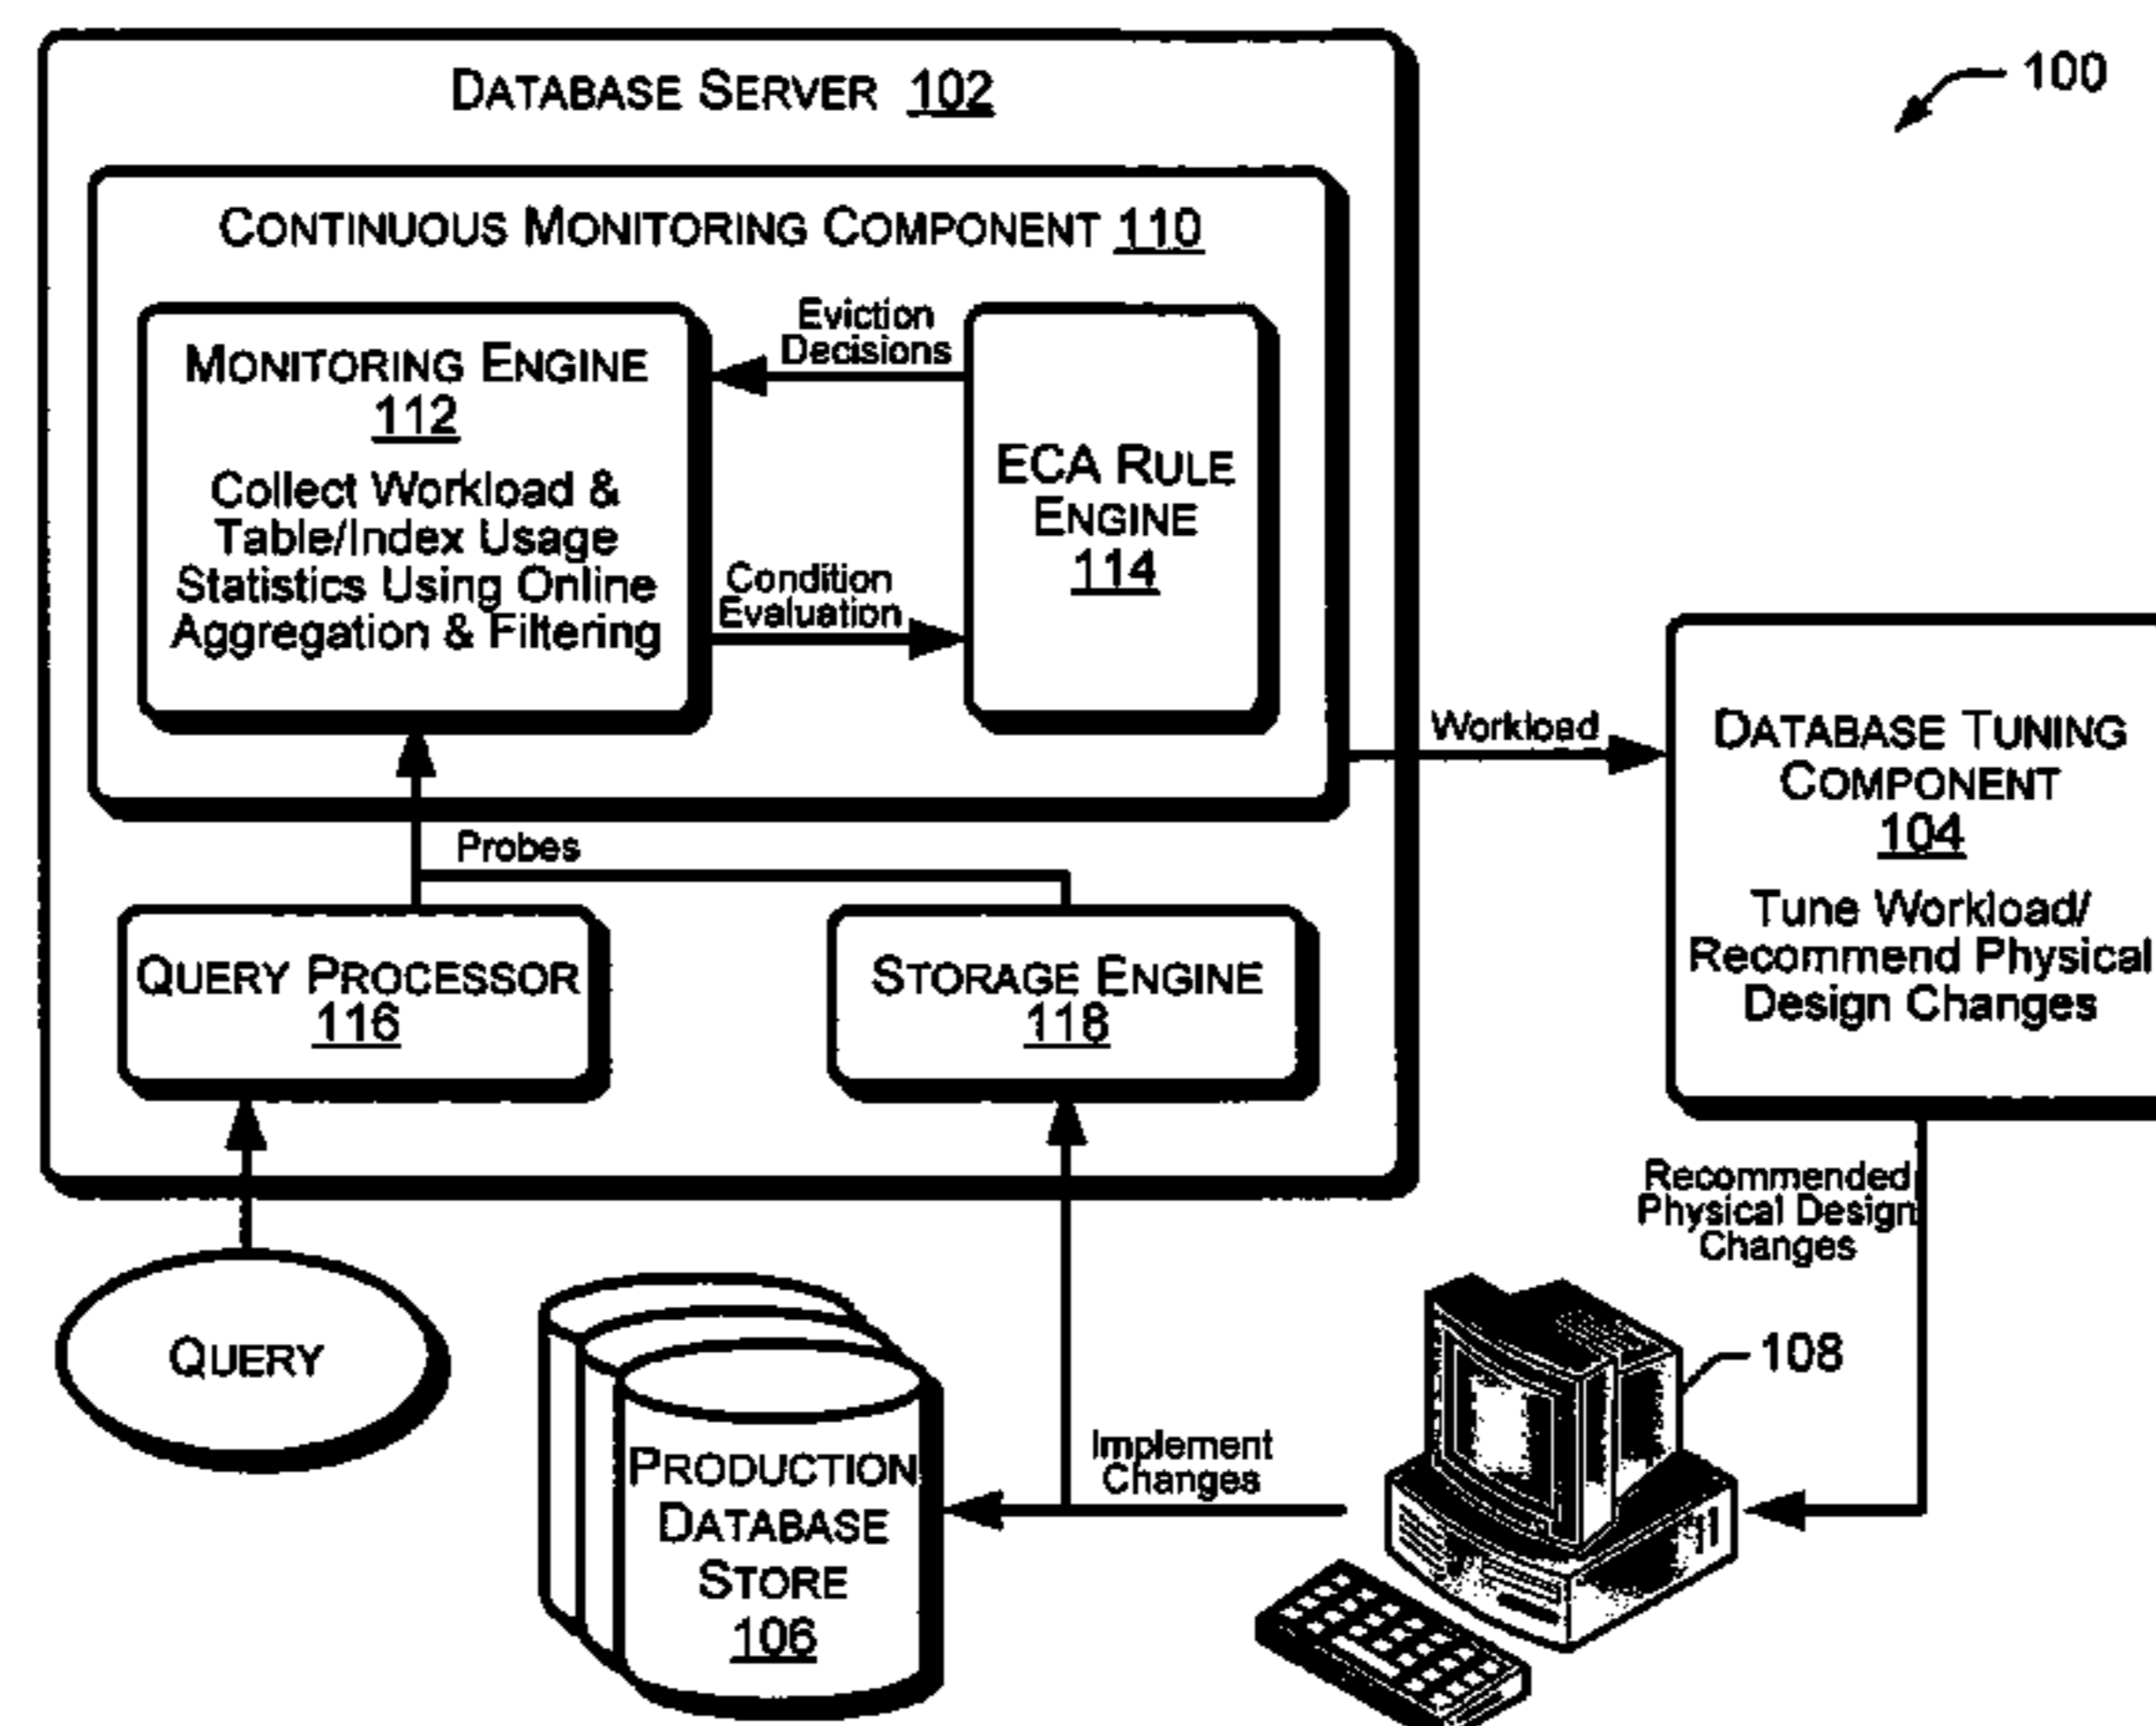 DATABASE SERVER 102
100
CONTINUOUS MONITORING COMPONENT 110
MONITORING ENGINE
112
Collect Workload &
Table/Index Usage
Statistics Using Online
Aggregation & Filtering
Eviction
Decisions
Condition
Evaluation
ECA RULE
ENGINE
114
Workload
DATABASE TUNING
COMPONENT
104
Tune Workload/
Recommend Physical
Design Changes
Probes
QUERY PROCESSOR
116
STORAGE ENGINE
118
Recommended
Physical Design
Changes
QUERY
PRODUCTION
DATABASE
STORE
106
Implement
Changes
108